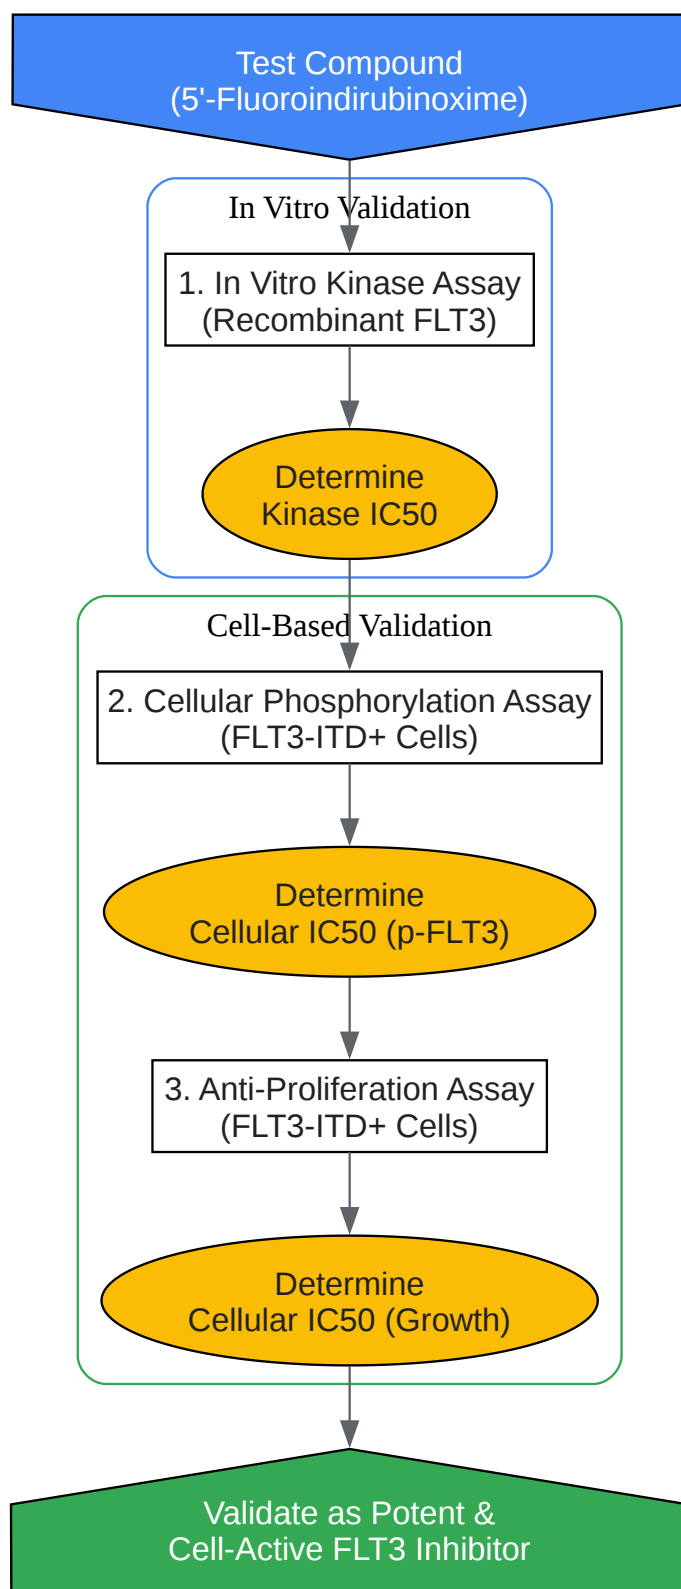 Test Compound
(5'-Fluoroindirubinoxime)
In Vitro Validation
1. In Vitro Kinase Assay
(Recombinant FLT3)
Determine
Kinase IC50
Cell-Based Validation
2. Cellular Phosphorylation Assay
(FLT3-ITD+ Cells)
Determine
Cellular IC50 (p-FLT3)
3. Anti-Proliferation Assay
(FLT3-ITD+ Cells)
Determine
Cellular IC50 (Growth)
Validate as Potent &
Cell-Active FLT3 Inhibitor